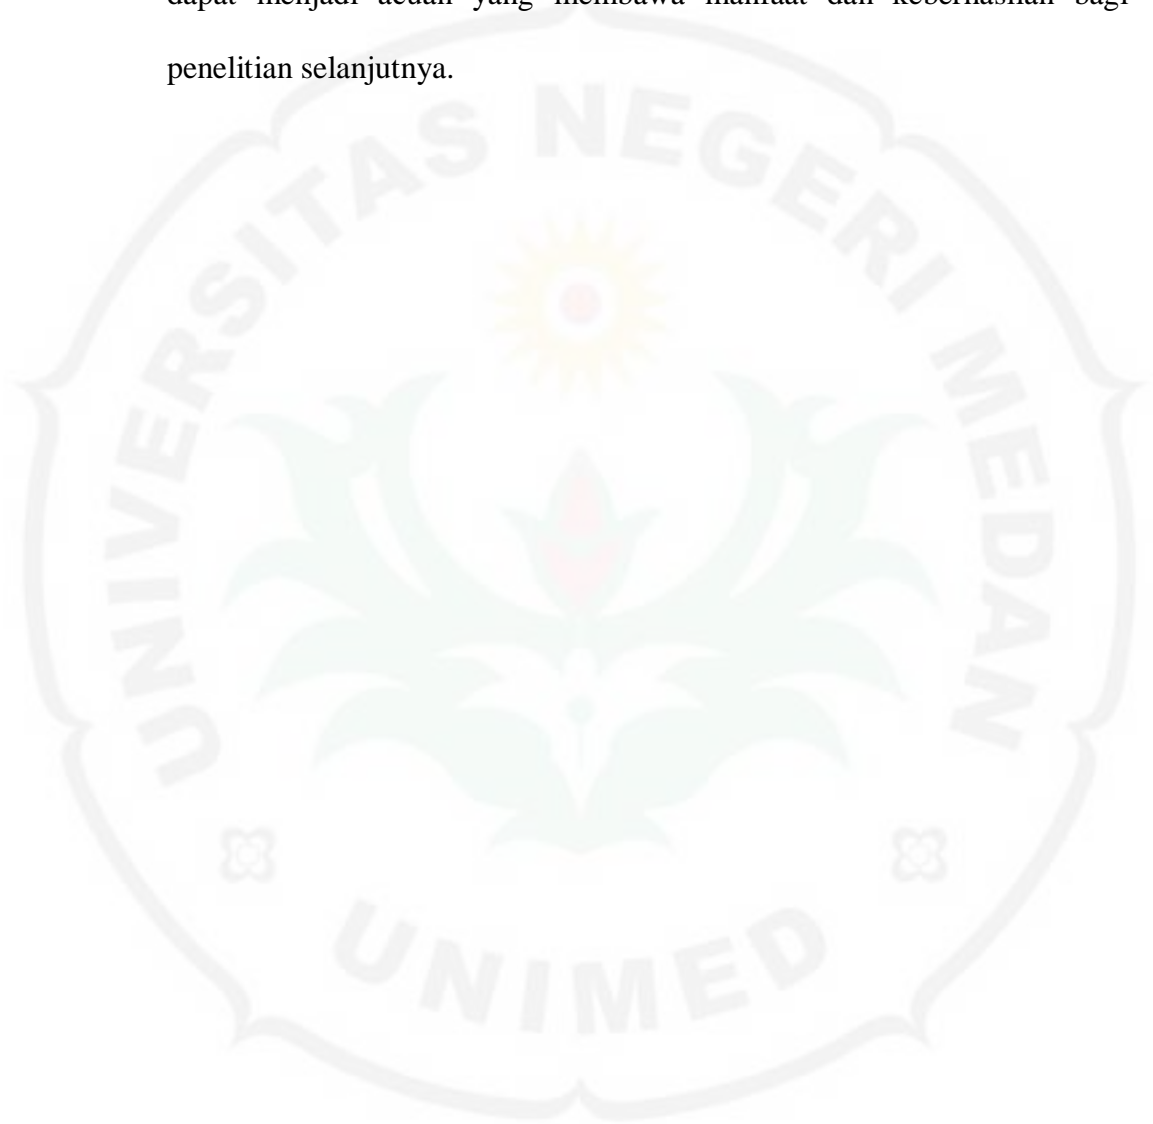 dapat menjadi acuan yang membawa manfaat dan keberhasilan bagi
penelitian selanjutnya.
UNIVERSITAS NEGERI MEDAN
UNIMED